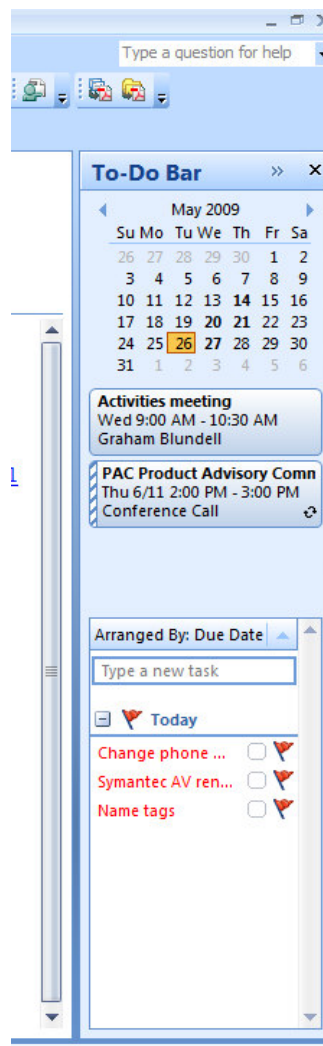 Type a question for help
To-Do Bar
May 2009
Su Mo Tu We Th Fr Sa
26 27 28 29 30 1 2
3 4 5 6 7 8 9
10 11 12 13 14 15 16
17 18 19 20 21 22 23
24 25 26 27 28 29 30
31 1 2 3 4 5 6
Activities meeting
Wed 9:00 AM - 10:30 AM
Graham Blundell
PAC Product Advisory Comn
Thu 6/11 2:00 PM - 3:00 PM
Conference Call
Arranged By: Due Date
Type a new task
Today
Change phone ...
Symantec AV ren...
Name tags